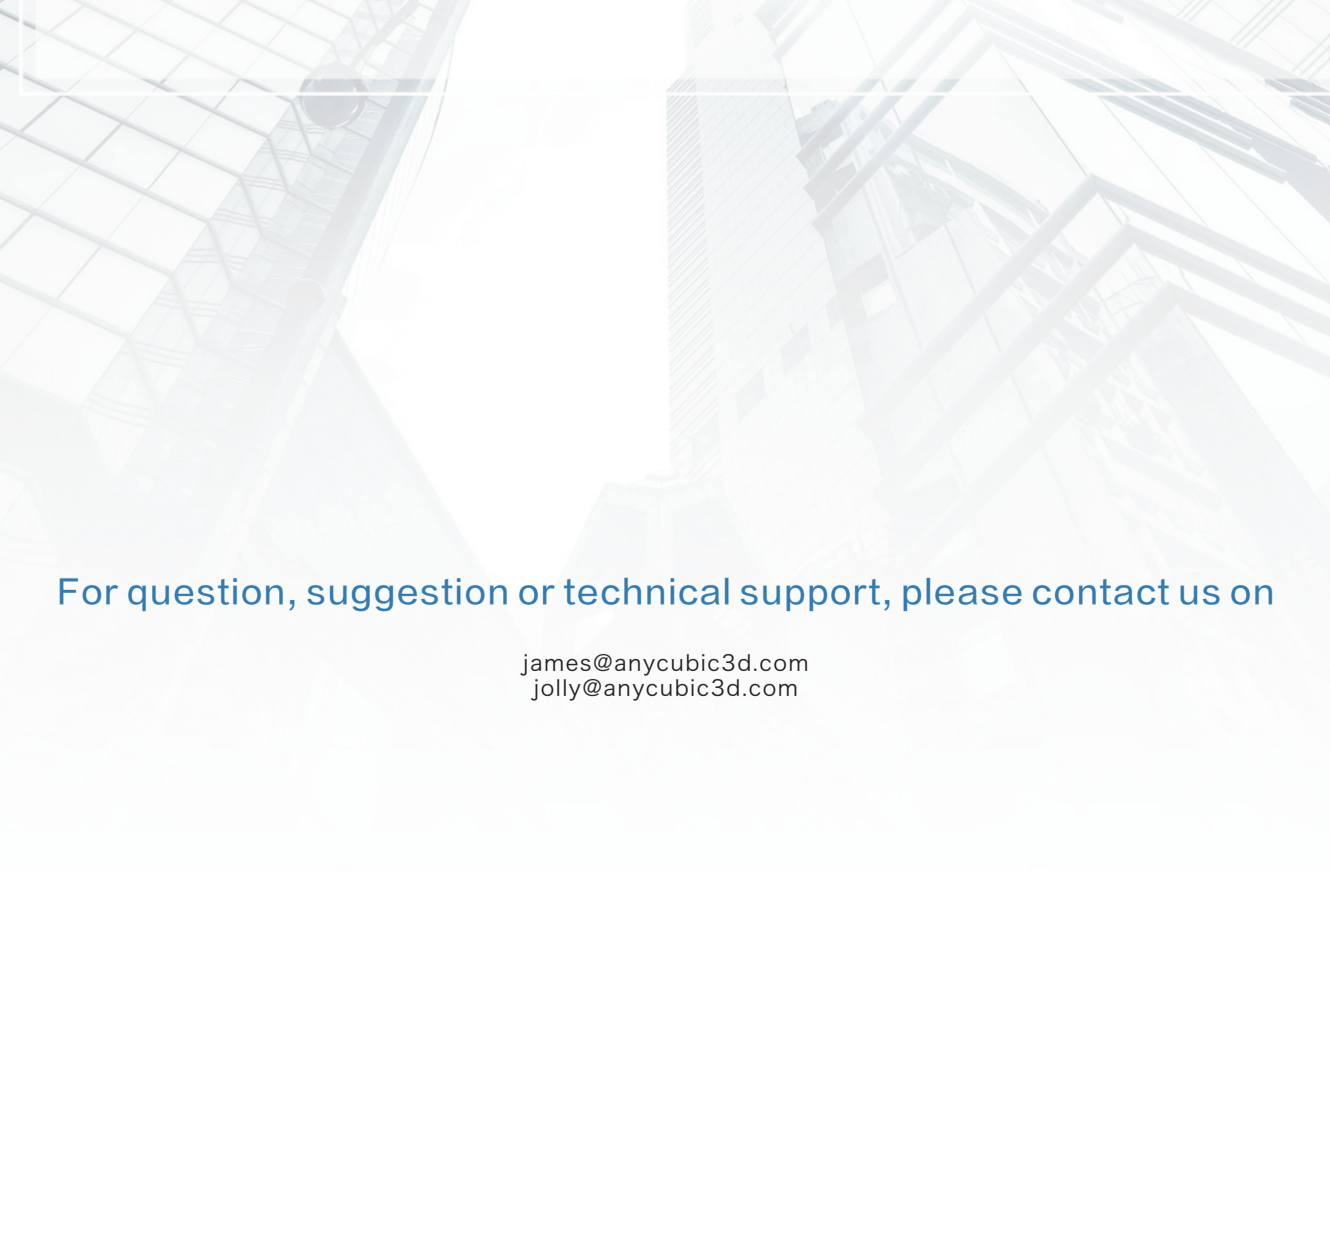 For question, suggestion or technical support, please contact us on
james@anycubic3d.com
jolly@anycubic3d.com